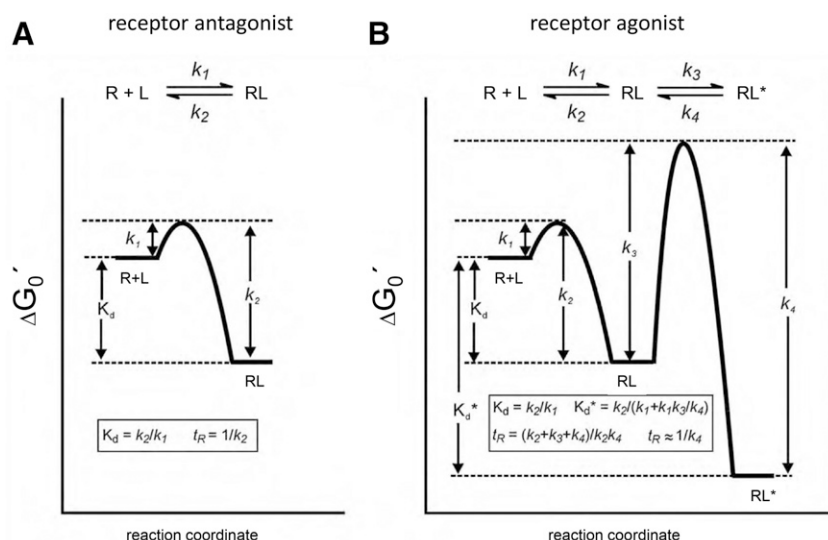 A receptor antagonist
k1
R + L RL
k2
ΔG0´
k1
R+L
Kd
k2
RL
Kd = k2/k1 tR = 1/k2
reaction coordinate
B receptor agonist
k1 k3
R + L RL RL*
k2 k4
ΔG0´
k1
R+L
k3
Kd
k2
k4
RL
Kd*
Kd = k2/k1 Kd* = k2/(k1+k1k3/k4)
tR = (k2+k3+k4)/k2k4 tR ≈ 1/k4
RL*
reaction coordinate